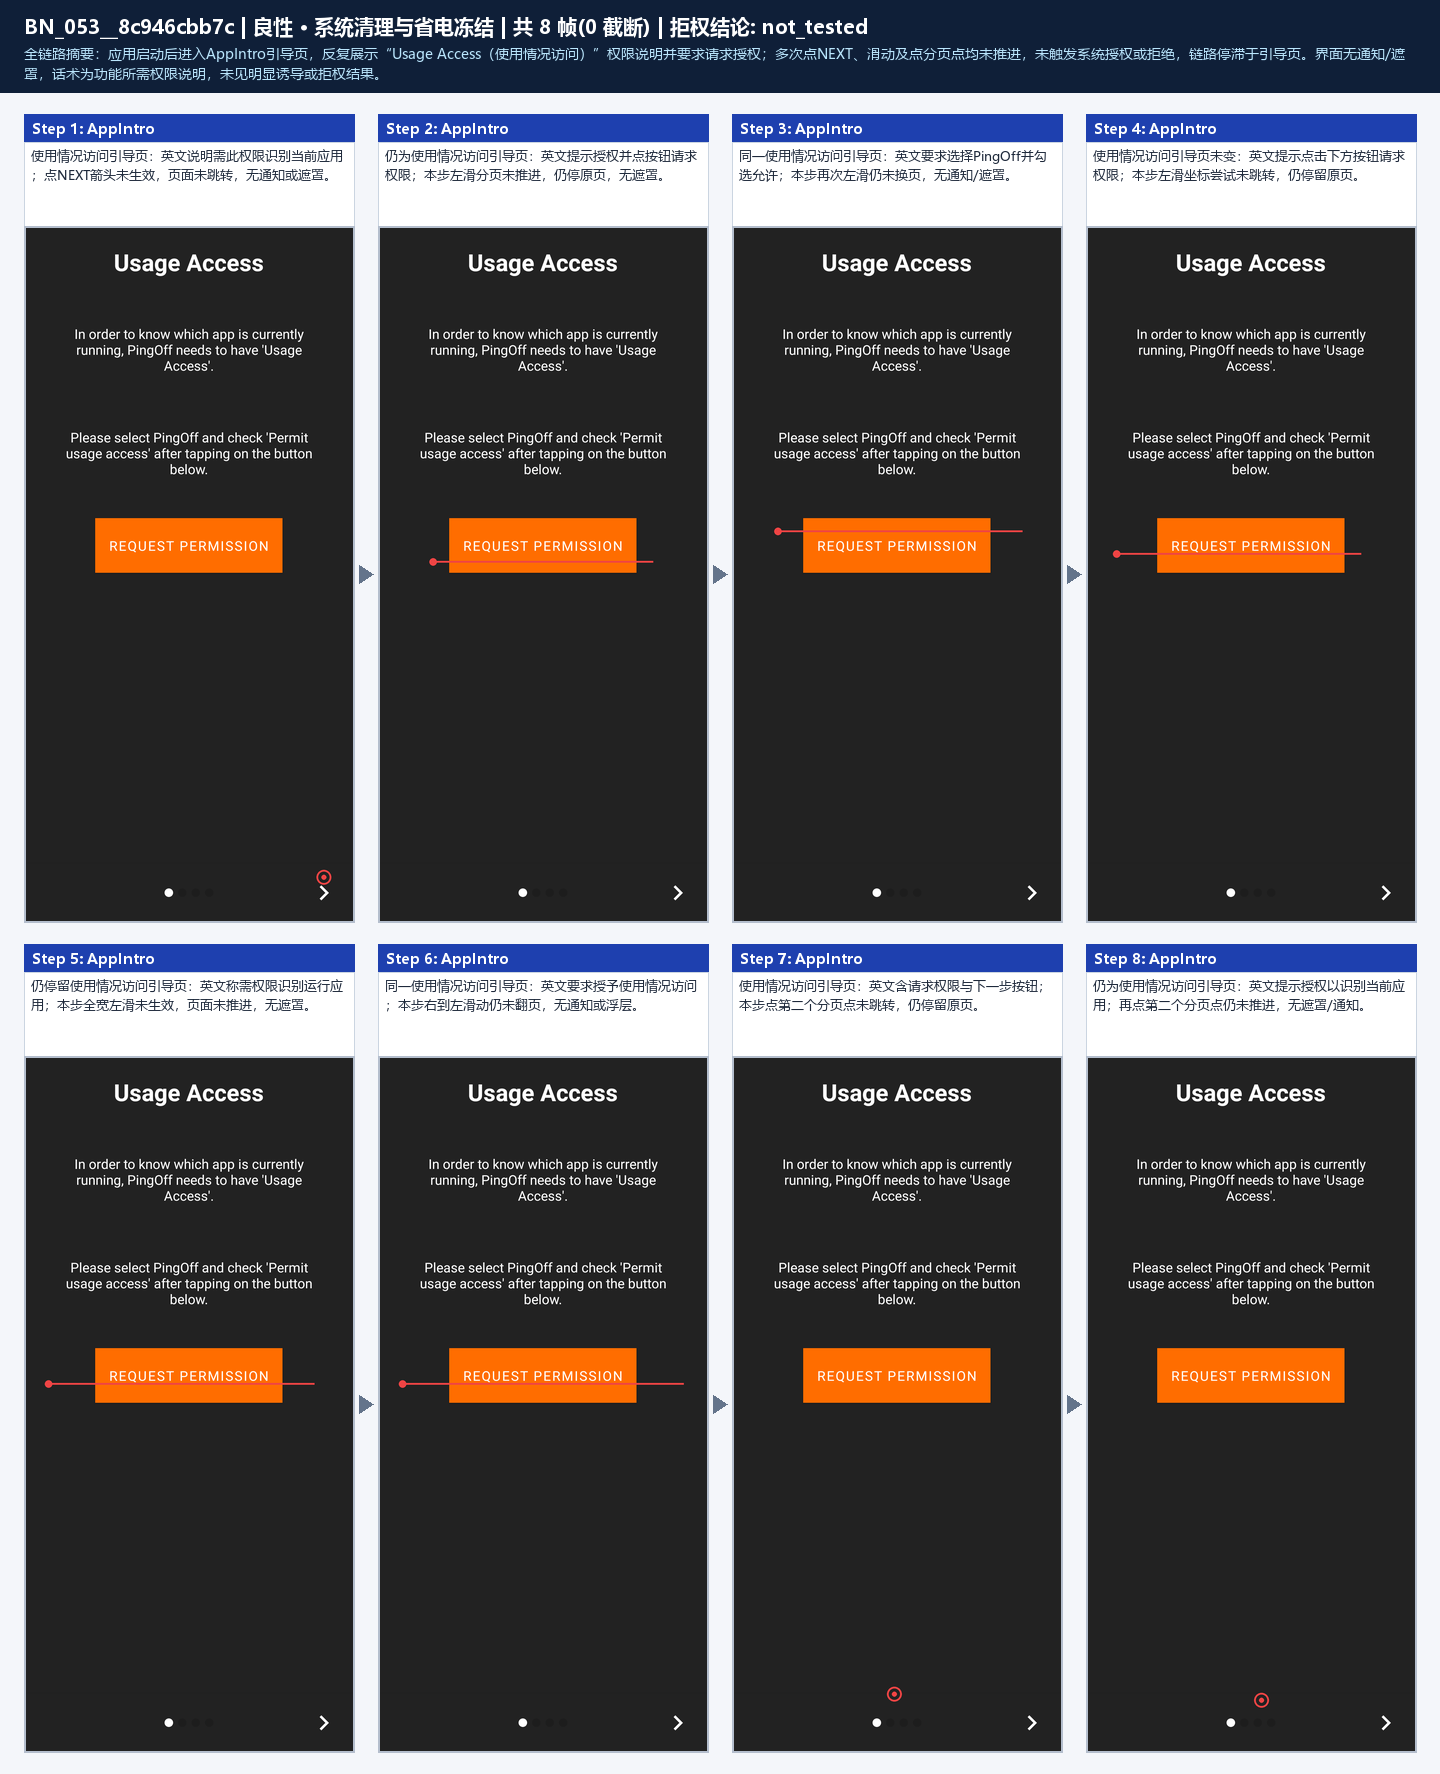 BN_053__8c946cbb7c | 良性 • 系统清理与省电冻结 | 共 8 帧(0 截断) | 拒权结论: not_tested
全链路摘要：应用启动后进入AppIntro引导页，反复展示“Usage Access（使用情况访问）”权限说明并要求请求授权；多次点NEXT、滑动及点分页点均未推进，未触发系统授权或拒绝，链路停滞于引导页。界面无通知/遮
罩，话术为功能所需权限说明，未见明显诱导或拒权结果。
Step 1: AppIntro
使用情况访问引导页：英文说明需此权限识别当前应用
；点NEXT箭头未生效，页面未跳转，无通知或遮罩。
Usage Access
In order to know which app is currently
running, PingOff needs to have 'Usage
Access'.
Please select PingOff and check 'Permit
usage access' after tapping on the button
below.
REQUEST PERMISSION
Step 2: AppIntro
仍为使用情况访问引导页：英文提示授权并点按钮请求
权限；本步左滑分页未推进，仍停原页，无遮罩。
Usage Access
In order to know which app is currently
running, PingOff needs to have 'Usage
Access'.
Please select PingOff and check 'Permit
usage access' after tapping on the button
below.
REQUEST PERMISSION
Step 3: AppIntro
同一使用情况访问引导页：英文要求选择PingOff并勾
选允许；本步再次左滑仍未换页，无通知/遮罩。
Usage Access
In order to know which app is currently
running, PingOff needs to have 'Usage
Access'.
Please select PingOff and check 'Permit
usage access' after tapping on the button
below.
REQUEST PERMISSION
Step 4: AppIntro
使用情况访问引导页未变：英文提示点击下方按钮请求
权限；本步左滑坐标尝试未跳转，仍停留原页。
Usage Access
In order to know which app is currently
running, PingOff needs to have 'Usage
Access'.
Please select PingOff and check 'Permit
usage access' after tapping on the button
below.
REQUEST PERMISSION
Step 5: AppIntro
仍停留使用情况访问引导页：英文称需权限识别运行应
用；本步全宽左滑未生效，页面未推进，无遮罩。
Usage Access
In order to know which app is currently
running, PingOff needs to have 'Usage
Access'.
Please select PingOff and check 'Permit
usage access' after tapping on the button
below.
REQUEST PERMISSION
Step 6: AppIntro
同一使用情况访问引导页：英文要求授予使用情况访问
；本步右到左滑动仍未翻页，无通知或浮层。
Usage Access
In order to know which app is currently
running, PingOff needs to have 'Usage
Access'.
Please select PingOff and check 'Permit
usage access' after tapping on the button
below.
REQUEST PERMISSION
Step 7: AppIntro
使用情况访问引导页：英文含请求权限与下一步按钮；
本步点第二个分页点未跳转，仍停留原页。
Usage Access
In order to know which app is currently
running, PingOff needs to have 'Usage
Access'.
Please select PingOff and check 'Permit
usage access' after tapping on the button
below.
REQUEST PERMISSION
Step 8: AppIntro
仍为使用情况访问引导页：英文提示授权以识别当前应
用；再点第二个分页点仍未推进，无遮罩/通知。
Usage Access
In order to know which app is currently
running, PingOff needs to have 'Usage
Access'.
Please select PingOff and check 'Permit
usage access' after tapping on the button
below.
REQUEST PERMISSION